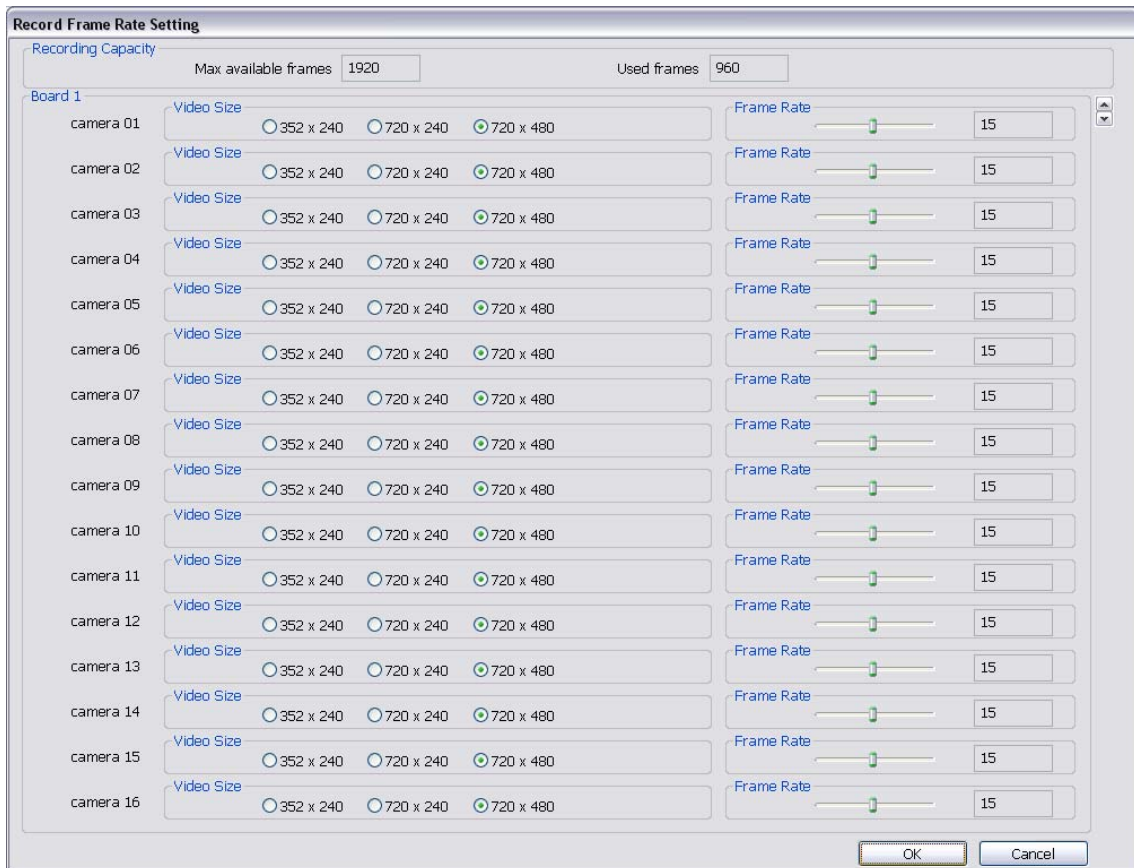 Record Frame Rate Setting
Recording Capacity
Max available frames 1920 Used frames 960
Board 1
Video Size Frame Rate
camera 01 352 x 240 720 x 240 720 x 480 15
Video Size Frame Rate
camera 02 352 x 240 720 x 240 720 x 480 15
Video Size Frame Rate
camera 03 352 x 240 720 x 240 720 x 480 15
Video Size Frame Rate
camera 04 352 x 240 720 x 240 720 x 480 15
Video Size Frame Rate
camera 05 352 x 240 720 x 240 720 x 480 15
Video Size Frame Rate
camera 06 352 x 240 720 x 240 720 x 480 15
Video Size Frame Rate
camera 07 352 x 240 720 x 240 720 x 480 15
Video Size Frame Rate
camera 08 352 x 240 720 x 240 720 x 480 15
Video Size Frame Rate
camera 09 352 x 240 720 x 240 720 x 480 15
Video Size Frame Rate
camera 10 352 x 240 720 x 240 720 x 480 15
Video Size Frame Rate
camera 11 352 x 240 720 x 240 720 x 480 15
Video Size Frame Rate
camera 12 352 x 240 720 x 240 720 x 480 15
Video Size Frame Rate
camera 13 352 x 240 720 x 240 720 x 480 15
Video Size Frame Rate
camera 14 352 x 240 720 x 240 720 x 480 15
Video Size Frame Rate
camera 15 352 x 240 720 x 240 720 x 480 15
Video Size Frame Rate
camera 16 352 x 240 720 x 240 720 x 480 15
OK Cancel